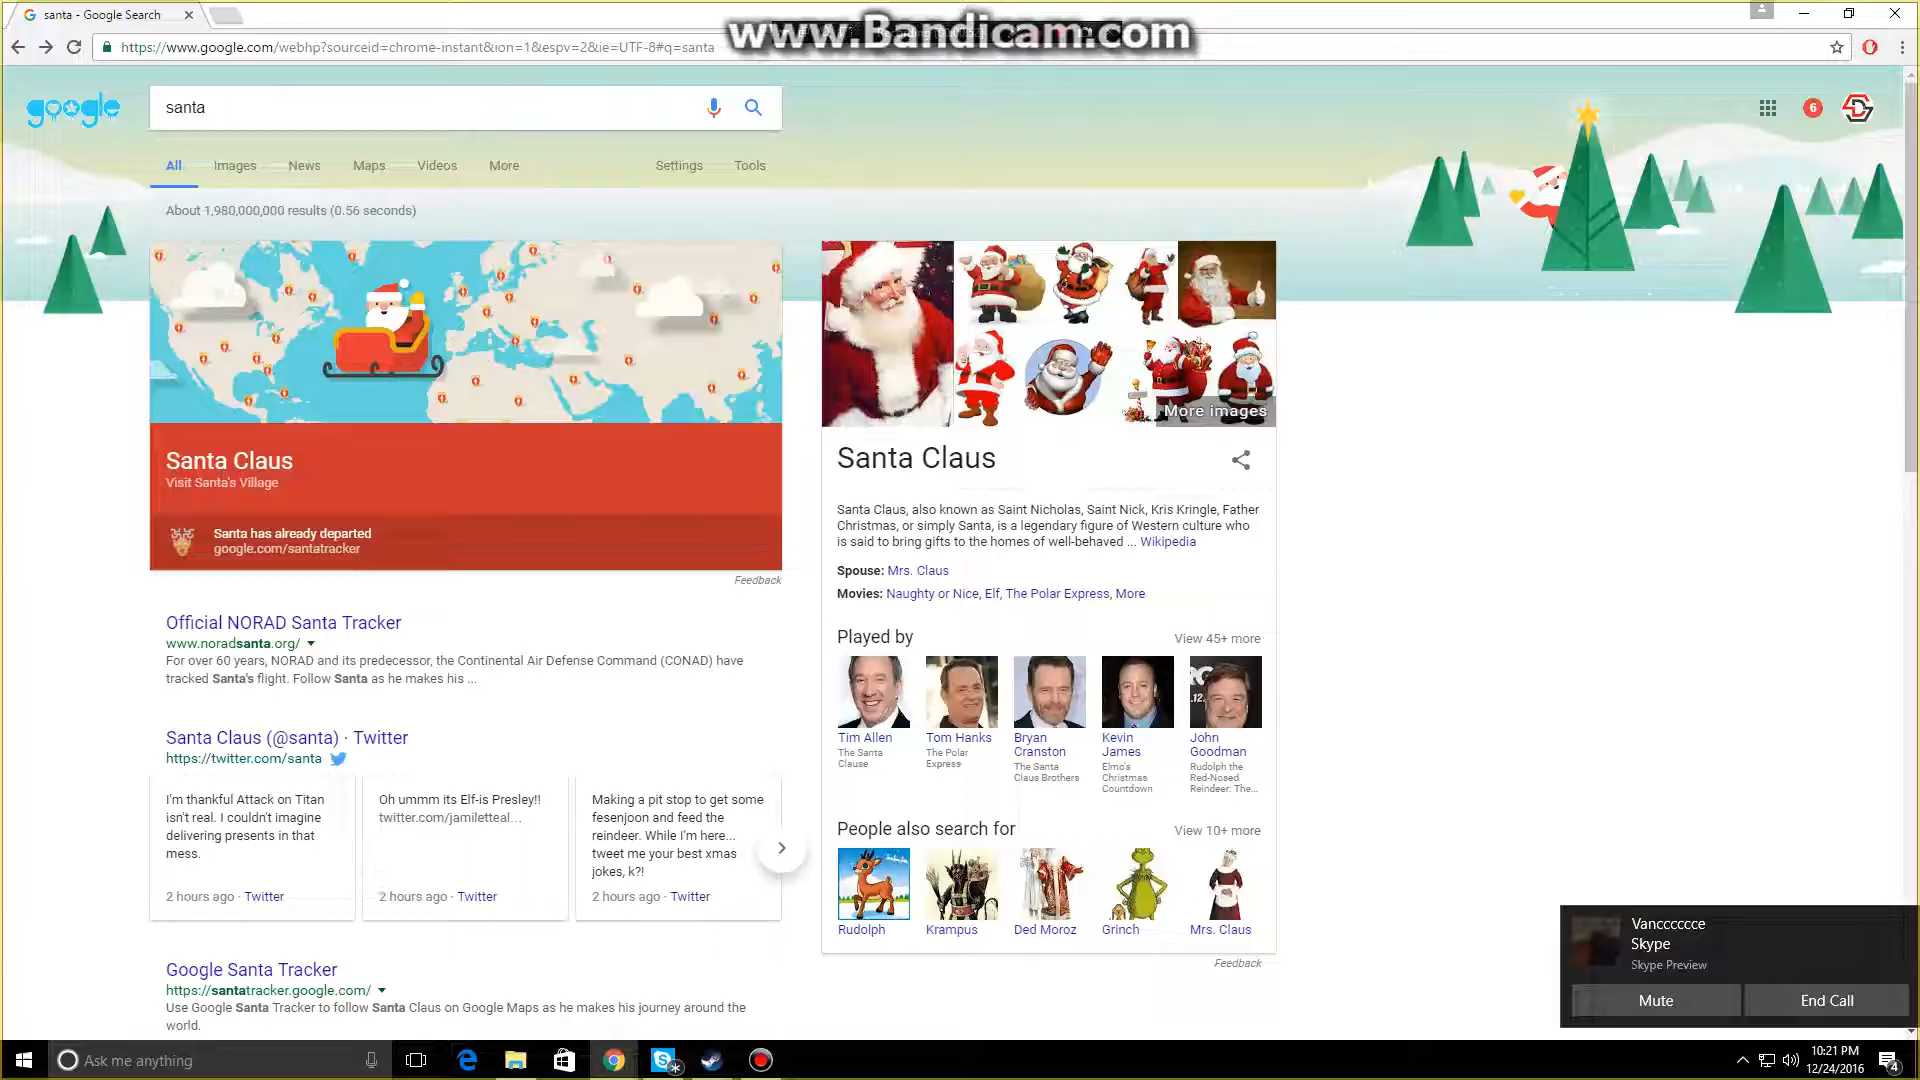 santa - Google Search
www.Bandicam.com
https://www.google.com/webhp?sourceid=chrome-instant&ion=1&espv=2&ie=UTF-8#q=santa
google
santa
6
All Images News Maps Videos More Settings Tools
About 1,980,000,000 results (0.56 seconds)
Santa Claus
Visit Santa's Village
Santa has already departed
google.com/santatracker
Feedback
Official NORAD Santa Tracker
www.noradsanta.org/
For over 60 years, NORAD and its predecessor, the Continental Air Defense Command (CONAD) have
tracked Santa's flight. Follow Santa as he makes his ...
Santa Claus (@santa) · Twitter
https://twitter.com/santa
I'm thankful Attack on Titan
isn't real. I couldn't imagine
delivering presents in that
mess.
2 hours ago · Twitter
Oh ummm its Elf-is Presley!!
twitter.com/jamiletteal...
2 hours ago · Twitter
Making a pit stop to get some
fesenjoon and feed the
reindeer. While I'm here...
tweet me your best xmas
jokes, k?!
2 hours ago · Twitter
Google Santa Tracker
https://santatracker.google.com/
Use Google Santa Tracker to follow Santa Claus on Google Maps as he makes his journey around the
world.
More images
Santa Claus
Santa Claus, also known as Saint Nicholas, Saint Nick, Kris Kringle, Father
Christmas, or simply Santa, is a legendary figure of Western culture who
is said to bring gifts to the homes of well-behaved ... Wikipedia
Spouse: Mrs. Claus
Movies: Naughty or Nice, Elf, The Polar Express, More
Played by
View 45+ more
Tim Allen
The Santa
Clause
Tom Hanks
The Polar
Express
Bryan
Cranston
The Santa
Claus Brothers
Kevin
James
Elmo's
Christmas
Countdown
John
Goodman
Rudolph the
Red-Nosed
Reindeer: The...
People also search for
View 10+ more
Rudolph
Krampus
Ded Moroz
Grinch
Mrs. Claus
Feedback
Vancccccce
Skype
Skype Preview
Mute
End Call
Ask me anything
10:21 PM
12/24/2016
4